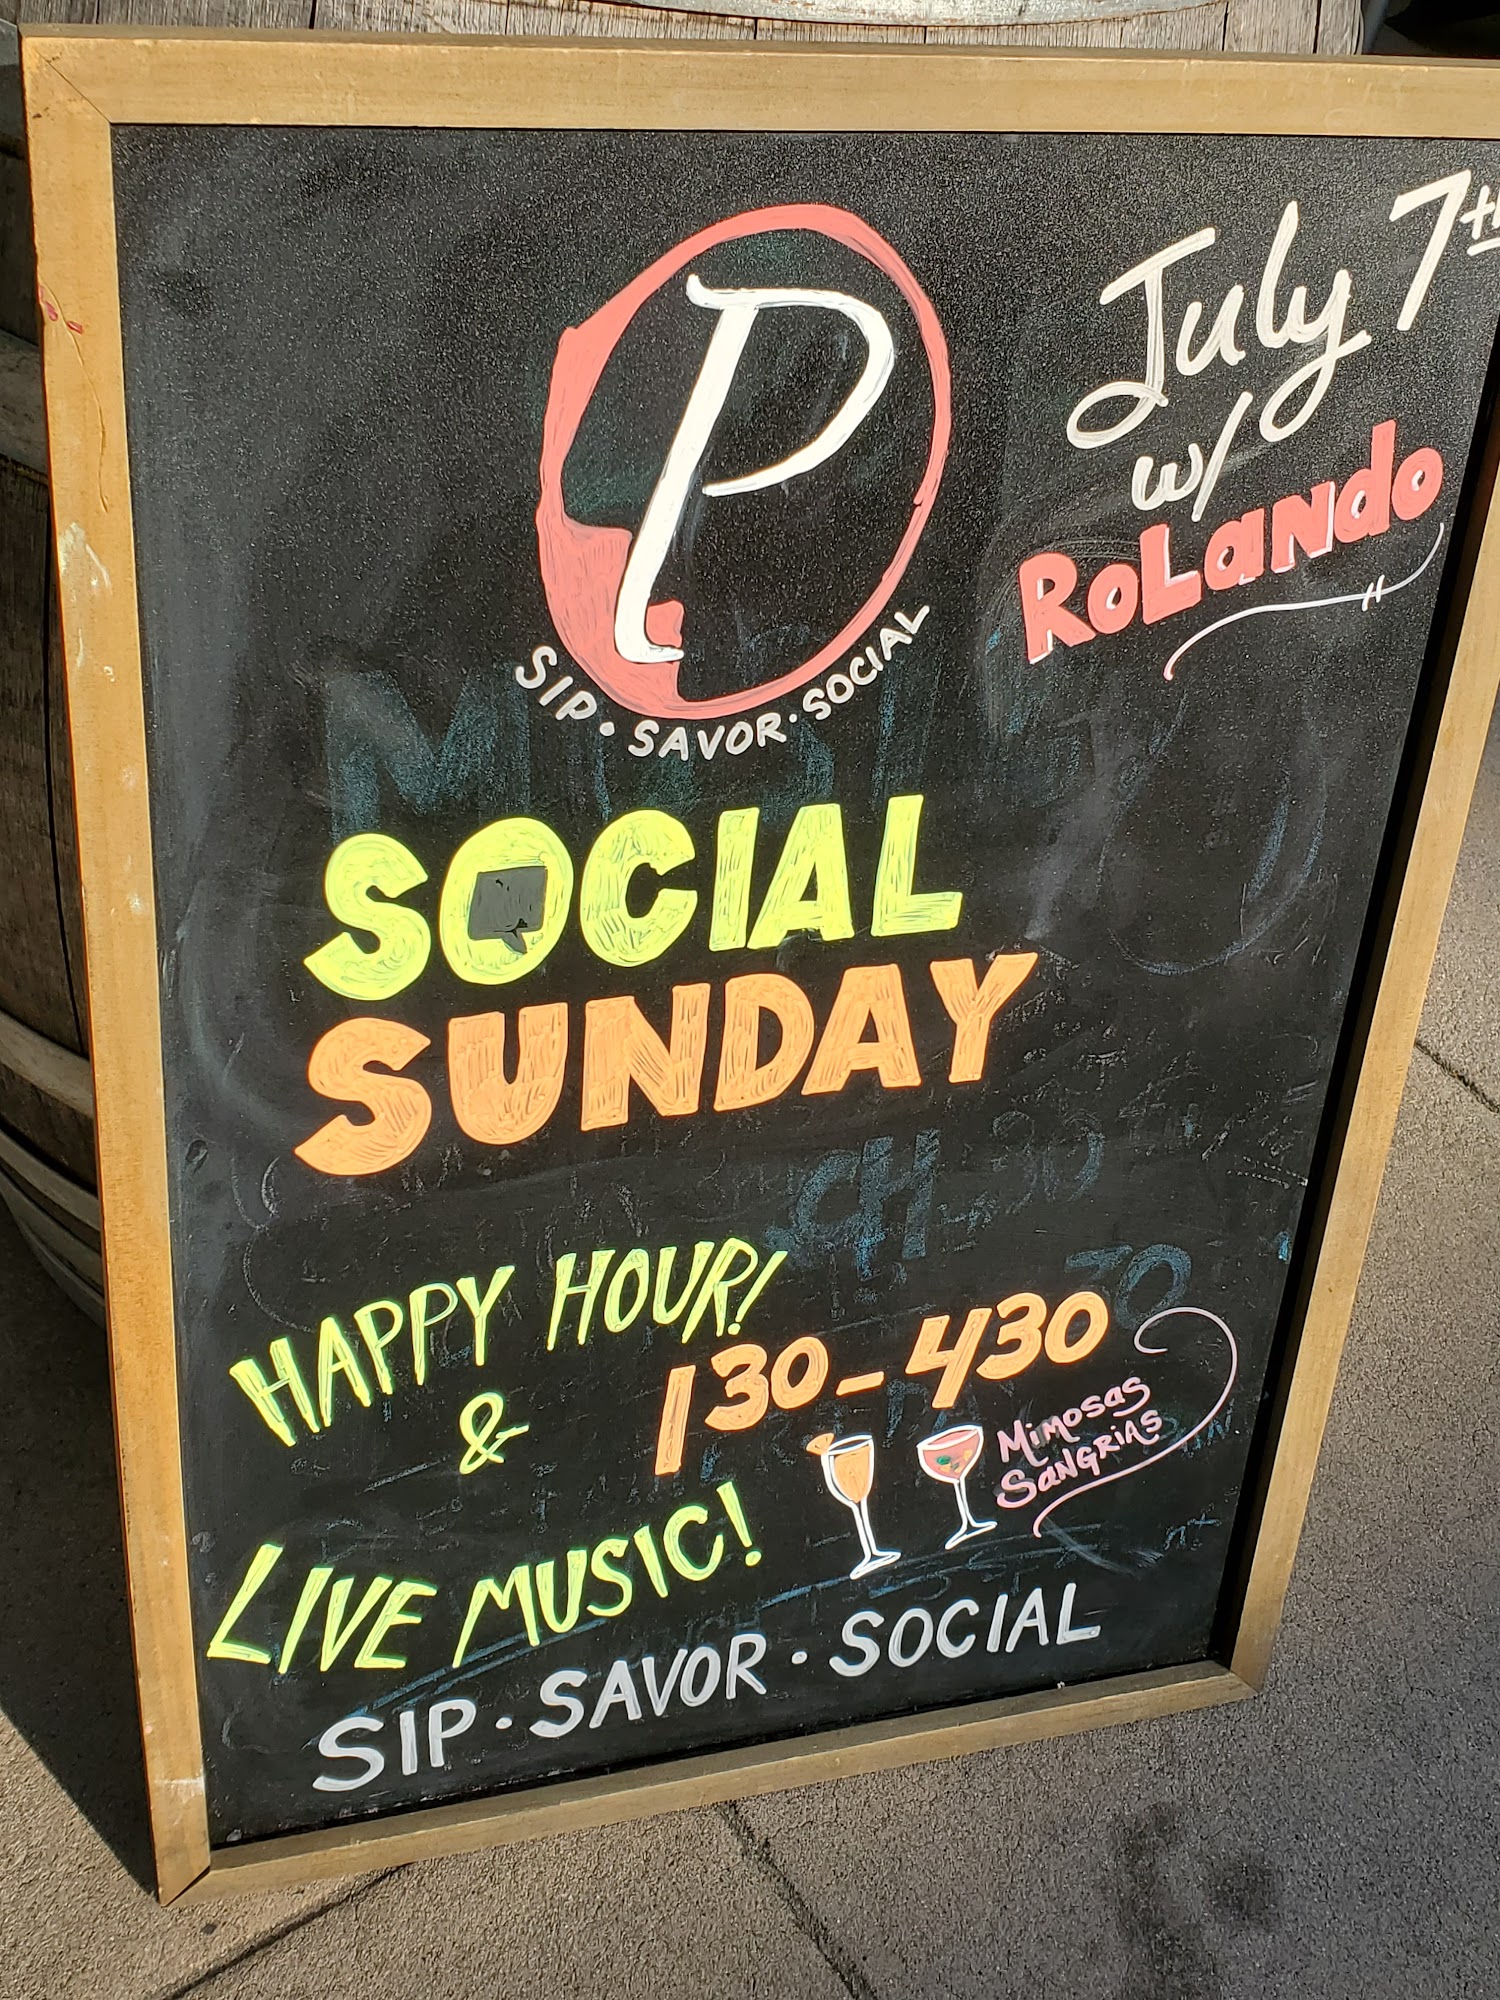 P
SIP · SAVOR · SOCIAL
July 7th
w/
RoLaNdo
SOCIAL
SUNDAY
HAPPY HOUR!
&
130-430
Mimosas
SaNGRiAs
LIVE MUSIC!
SIP · SAVOR · SOCIAL